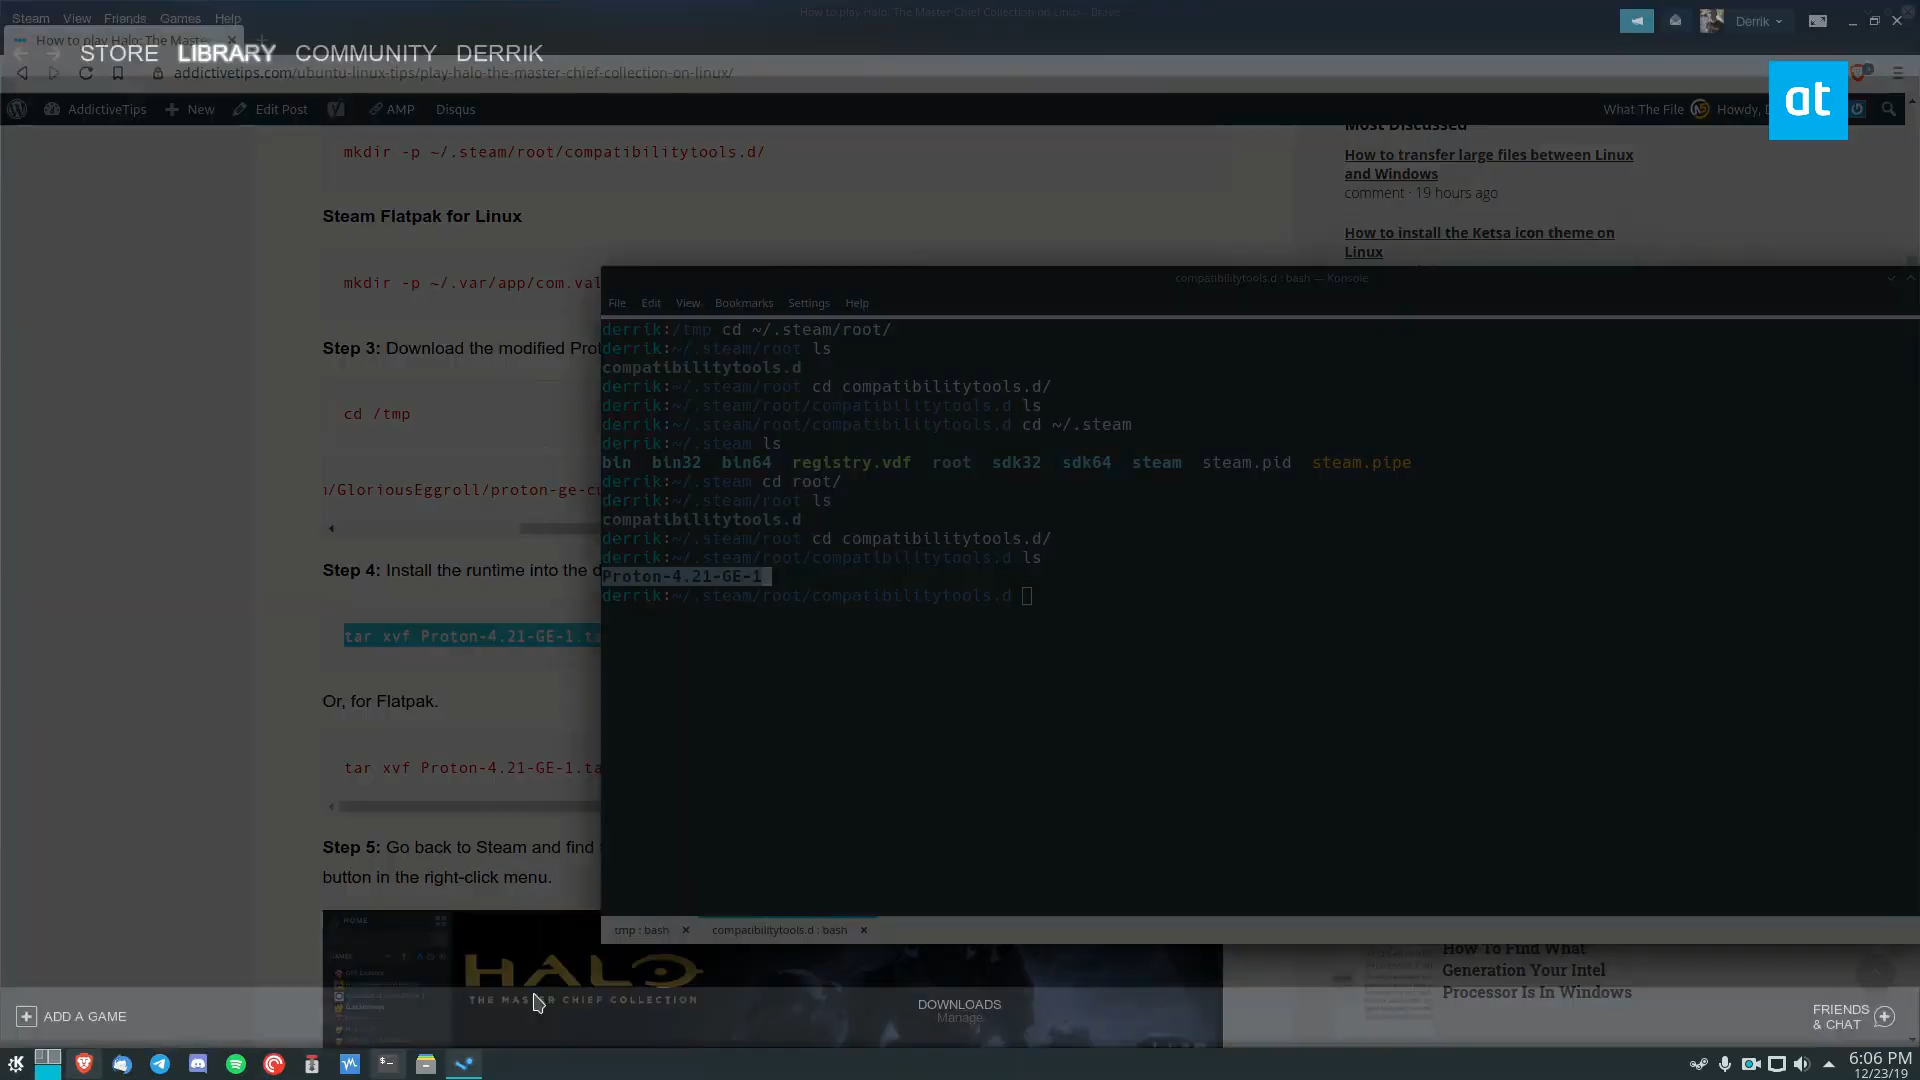 Steam View Friends Games Help
How to play Halo: The Master Chief Collection on Linux - Brave
Derrik
How to play Halo: The Maste
STORE LIBRARY COMMUNITY DERRIK
addictivetips.com/ubuntu-linux-tips/play-halo-the-master-chief-collection-on-linux/
at
AddictiveTips New Edit Post AMP Disqus
What The File Howdy,
Most Discussed
mkdir -p ~/.steam/root/compatibilitytools.d/
How to transfer large files between Linux
and Windows
comment · 19 hours ago
Steam Flatpak for Linux
How to install the Ketsa icon theme on
Linux
mkdir -p ~/.var/app/com.val
compatibilitytools.d : bash — Konsole
File Edit View Bookmarks Settings Help
derrik:/tmp cd ~/.steam/root/
derrik:~/.steam/root ls
compatibilitytools.d
derrik:~/.steam/root cd compatibilitytools.d/
derrik:~/.steam/root/compatibilitytools.d ls
derrik:~/.steam/root/compatibilitytools.d cd ~/.steam
derrik:~/.steam ls
bin bin32 bin64 registry.vdf root sdk32 sdk64 steam steam.pid steam.pipe
derrik:~/.steam cd root/
derrik:~/.steam/root ls
compatibilitytools.d
derrik:~/.steam/root cd compatibilitytools.d/
derrik:~/.steam/root/compatibilitytools.d ls
Proton-4.21-GE-1
derrik:~/.steam/root/compatibilitytools.d
tmp : bash compatibilitytools.d : bash
Step 3: Download the modified Prot
cd /tmp
/GloriousEggroll/proton-ge-cu
Step 4: Install the runtime into the d
tar xvf Proton-4.21-GE-1.ta
Or, for Flatpak.
tar xvf Proton-4.21-GE-1.ta
Step 5: Go back to Steam and find
button in the right-click menu.
HOME
HALO
THE MASTER CHIEF COLLECTION
How To Find What
Generation Your Intel
Processor Is In Windows
ADD A GAME
DOWNLOADS
Manage
FRIENDS
& CHAT
6:06 PM
12/23/19